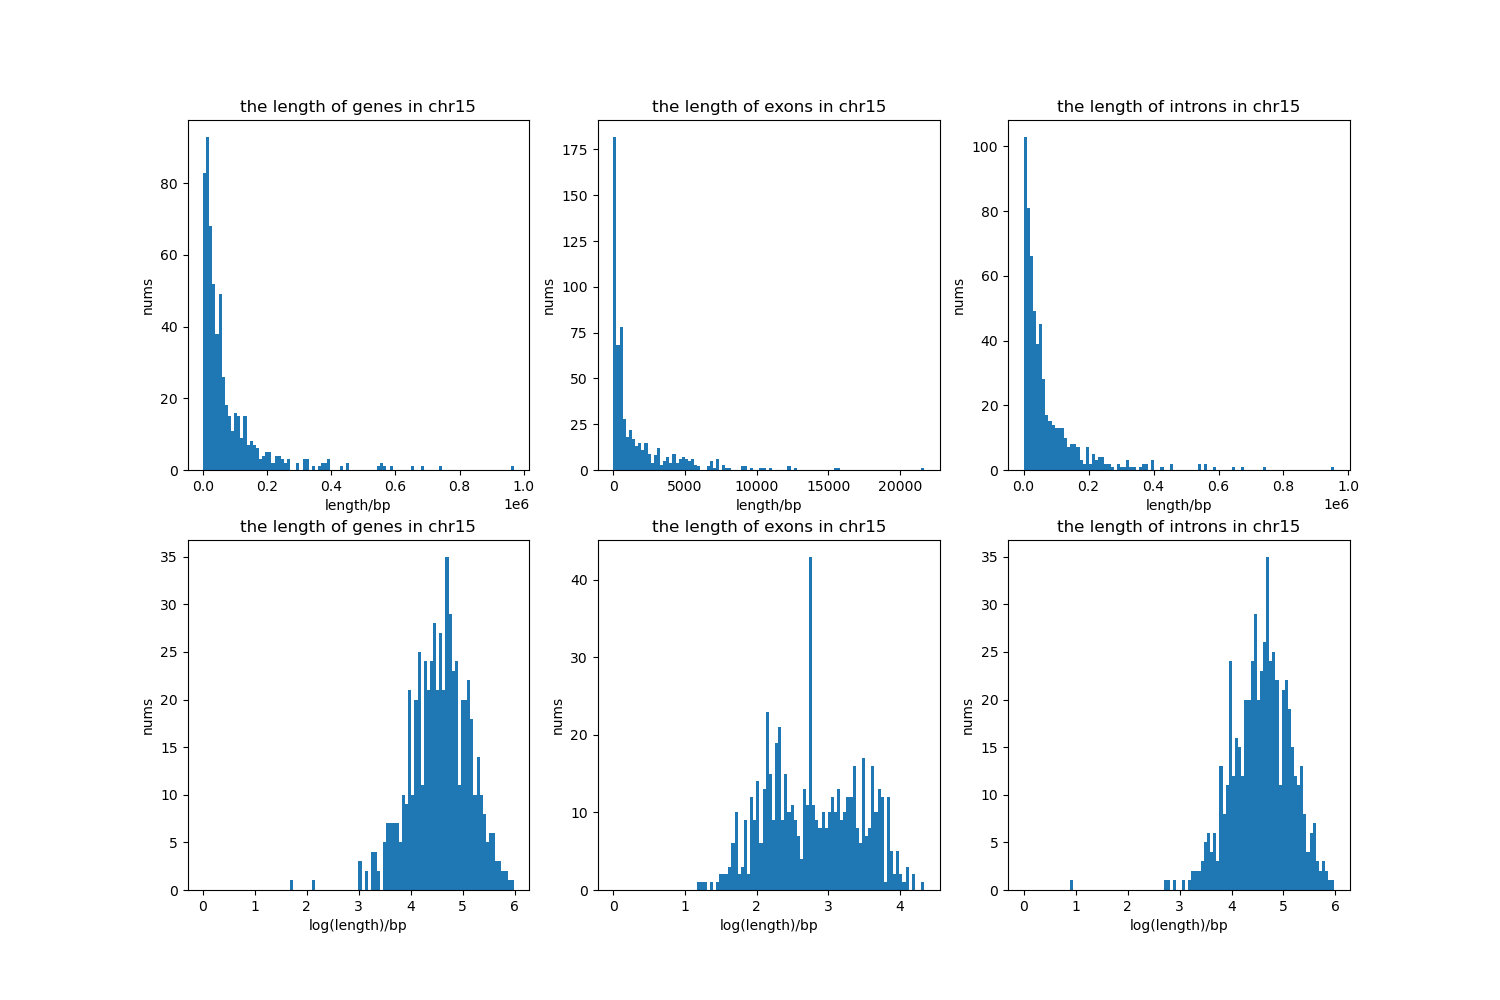 the length of genes in chr15
80
60
40
20
0
nums
0.0 0.2 0.4 0.6 0.8 1.0
1e6
length/bp
the length of exons in chr15
175
150
125
100
75
50
25
0
nums
0 5000 10000 15000 20000
length/bp
the length of introns in chr15
100
80
60
40
20
0
nums
0.0 0.2 0.4 0.6 0.8 1.0
1e6
length/bp
the length of genes in chr15
35
30
25
20
15
10
5
0
nums
0 1 2 3 4 5 6
log(length)/bp
the length of exons in chr15
40
30
20
10
0
nums
0 1 2 3 4
log(length)/bp
the length of introns in chr15
35
30
25
20
15
10
5
0
nums
0 1 2 3 4 5 6
log(length)/bp